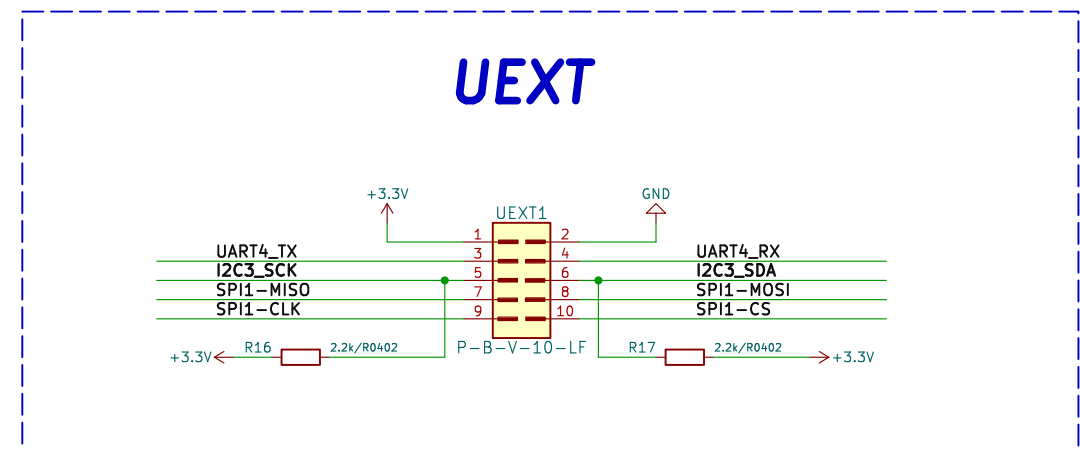 UEXT
+3.3V
GND
UEXT1
1 2
UART4_TX 3 4 UART4_RX
I2C3_SCK 5 6 I2C3_SDA
SPI1-MISO 7 8 SPI1-MOSI
SPI1-CLK 9 10 SPI1-CS
+3.3V R16 2.2k/R0402 P-B-V-10-LF R17 2.2k/R0402 +3.3V